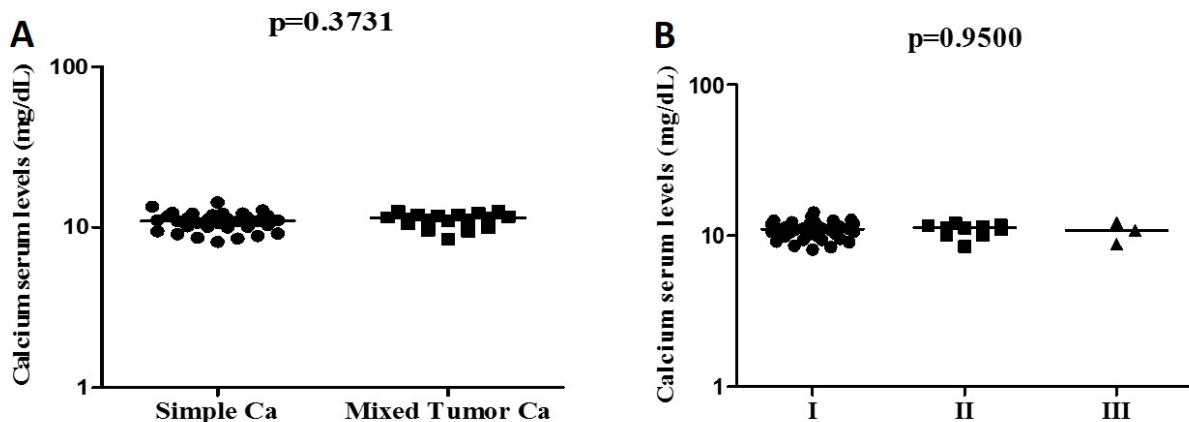 A
p=0.3731
Calcium serum levels (mg/dL)
100
10
1
Simple Ca
Mixed Tumor Ca
B
p=0.9500
Calcium serum levels (mg/dL)
100
10
1
I
II
III